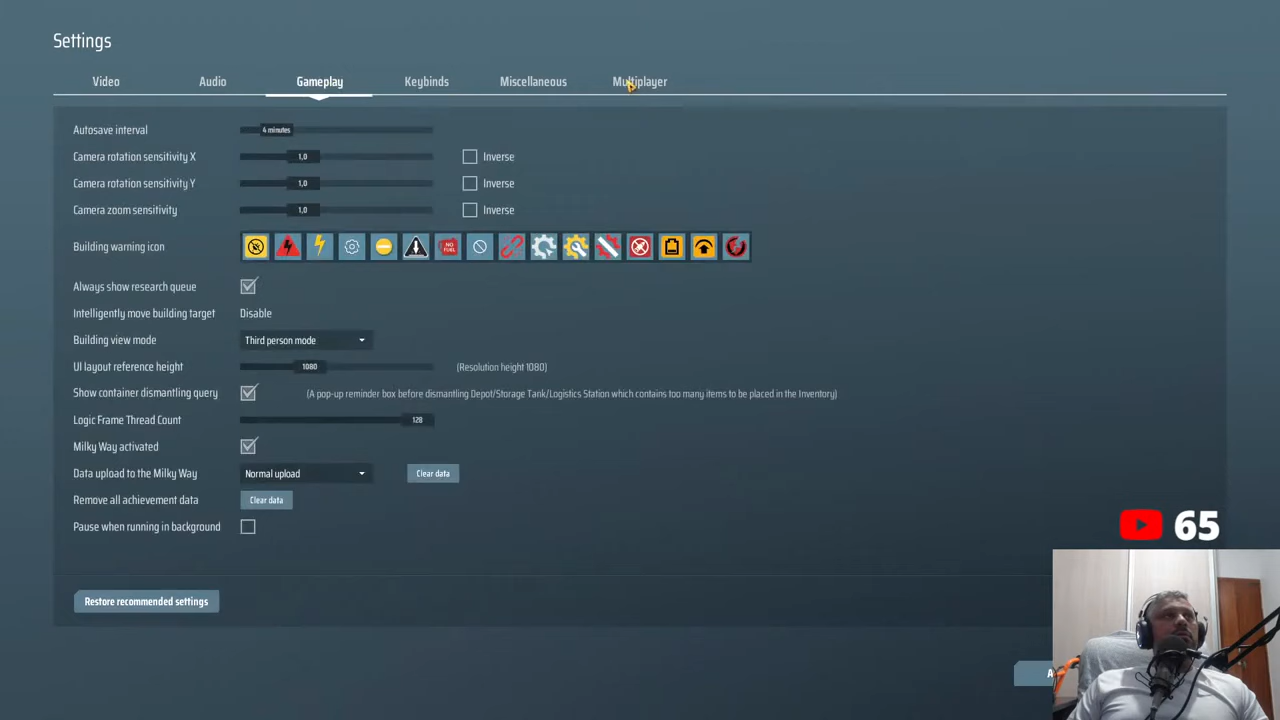 Settings
Video Audio Gameplay Keybinds Miscellaneous Multiplayer
Autosave interval 4 minutes
Camera rotation sensitivity X 1,0 Inverse
Camera rotation sensitivity Y 1,0 Inverse
Camera zoom sensitivity 1,0 Inverse
Building warning icon NO FUEL
Always show research queue
Intelligently move building target Disable
Building view mode Third person mode
UI layout reference height 1080 (Resolution height 1080)
Show container dismantling query (A pop-up reminder box before dismantling Depot/Storage Tank/Logistics Station which contains too many items to be placed in the Inventory)
Logic Frame Thread Count 128
Milky Way activated
Data upload to the Milky Way Normal upload Clear data
Remove all achievement data Clear data
Pause when running in background
65
Restore recommended settings